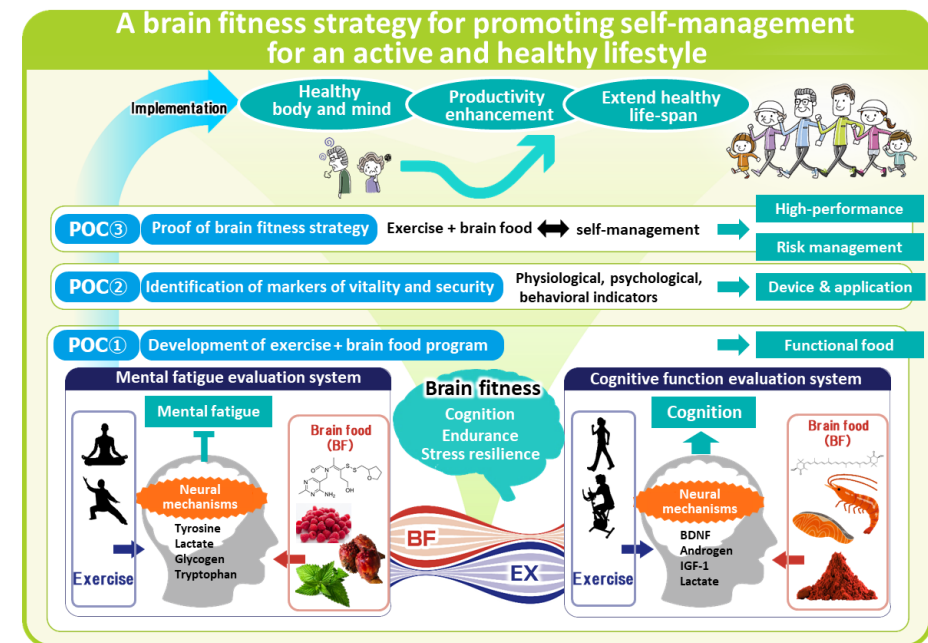 A brain fitness strategy for promoting self-management
for an active and healthy lifestyle
Implementation
Healthy
body and mind
Productivity
enhancement
Extend healthy
life-span
POC③
Proof of brain fitness strategy
Exercise + brain food
self-management
High-performance
Risk management
POC②
Identification of markers of vitality and security
Physiological, psychological,
behavioral indicators
Device & application
POC①
Development of exercise + brain food program
Functional food
Mental fatigue evaluation system
Mental fatigue
Neural
mechanisms
Tyrosine
Lactate
Glycogen
Tryptophan
Exercise
Brain food
(BF)
O
N
S
S
O
N
N
NH₂
OH
Brain fitness
Cognition
Endurance
Stress resilience
BF
EX
Cognitive function evaluation system
Cognition
Neural
mechanisms
BDNF
Androgen
IGF-1
Lactate
Exercise
Brain food
(BF)